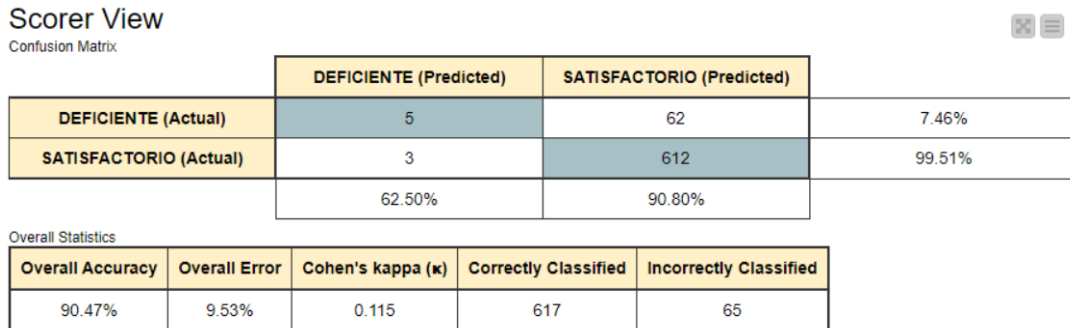 Scorer View
Confusion Matrix
DEFICIENTE (Predicted) SATISFACTORIO (Predicted)
DEFICIENTE (Actual) 5 62 7.46%
SATISFACTORIO (Actual) 3 612 99.51%
62.50% 90.80%
Overall Statistics
Overall Accuracy Overall Error Cohen's kappa (κ) Correctly Classified Incorrectly Classified
90.47% 9.53% 0.115 617 65